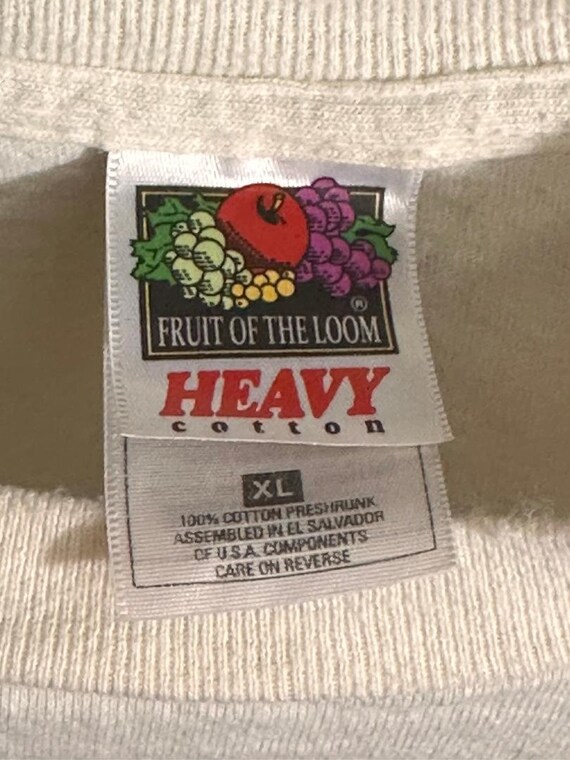 FRUIT OF THE LOOM ®
HEAVY
cotton
XL
100% COTTON PRESHRUNK
ASSEMBLED IN EL SALVADOR
OF U.S.A. COMPONENTS
CARE ON REVERSE